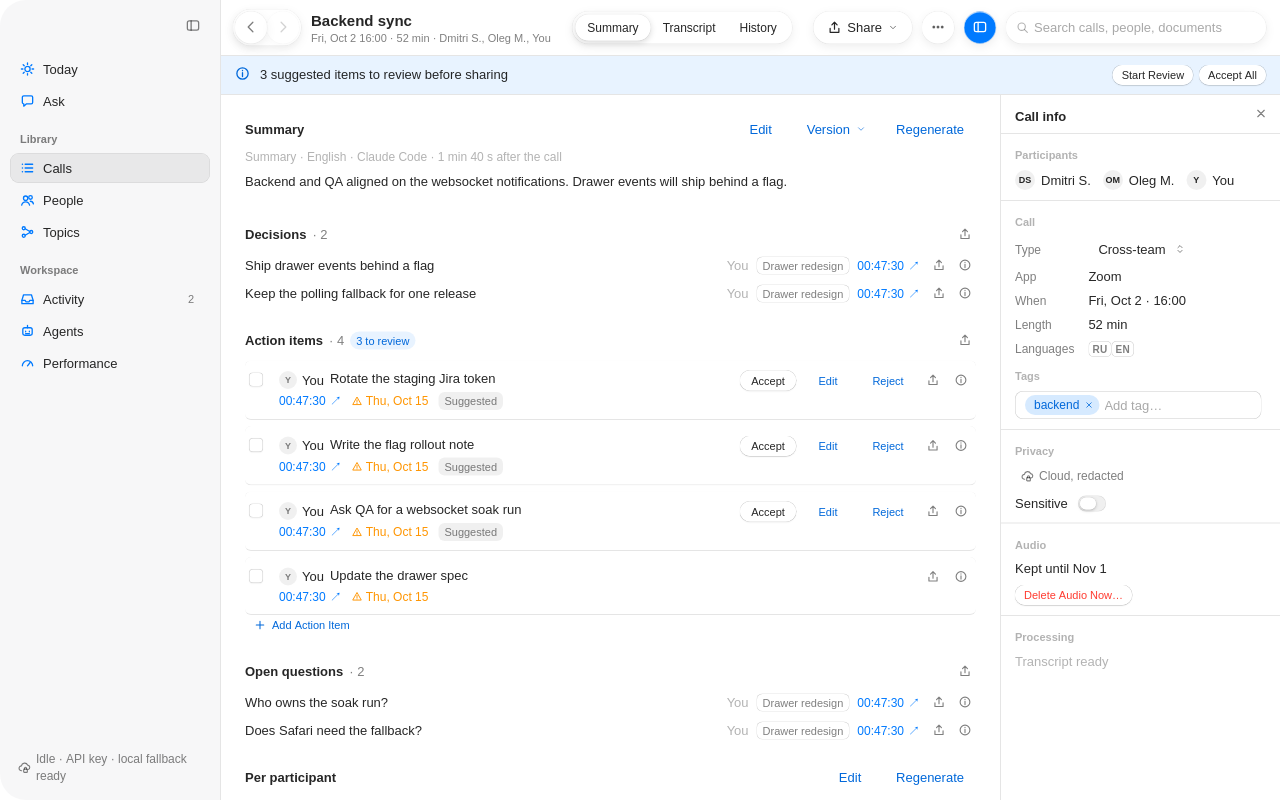 Backend sync
Fri, Oct 2 16:00 · 52 min · Dmitri S., Oleg M., You
Summary
Transcript
History
Share
Search calls, people, documents
Today
Ask
Library
Calls
People
Topics
Workspace
Activity 2
Agents
Performance
Idle · API key · local fallback
ready
3 suggested items to review before sharing
Start Review
Accept All
Summary
Edit
Version
Regenerate
Summary · English · Claude Code · 1 min 40 s after the call
Backend and QA aligned on the websocket notifications. Drawer events will ship behind a flag.
Decisions · 2
Ship drawer events behind a flag You Drawer redesign 00:47:30
Keep the polling fallback for one release You Drawer redesign 00:47:30
Action items · 4 3 to review
Y You Rotate the staging Jira token Accept Edit Reject
00:47:30 Thu, Oct 15 Suggested
Y You Write the flag rollout note Accept Edit Reject
00:47:30 Thu, Oct 15 Suggested
Y You Ask QA for a websocket soak run Accept Edit Reject
00:47:30 Thu, Oct 15 Suggested
Y You Update the drawer spec
00:47:30 Thu, Oct 15
Add Action Item
Open questions · 2
Who owns the soak run? You Drawer redesign 00:47:30
Does Safari need the fallback? You Drawer redesign 00:47:30
Per participant Edit Regenerate
Call info
Participants
DS Dmitri S. OM Oleg M. Y You
Call
Type Cross-team
App Zoom
When Fri, Oct 2 · 16:00
Length 52 min
Languages RU EN
Tags
backend Add tag…
Privacy
Cloud, redacted
Sensitive
Audio
Kept until Nov 1
Delete Audio Now…
Processing
Transcript ready